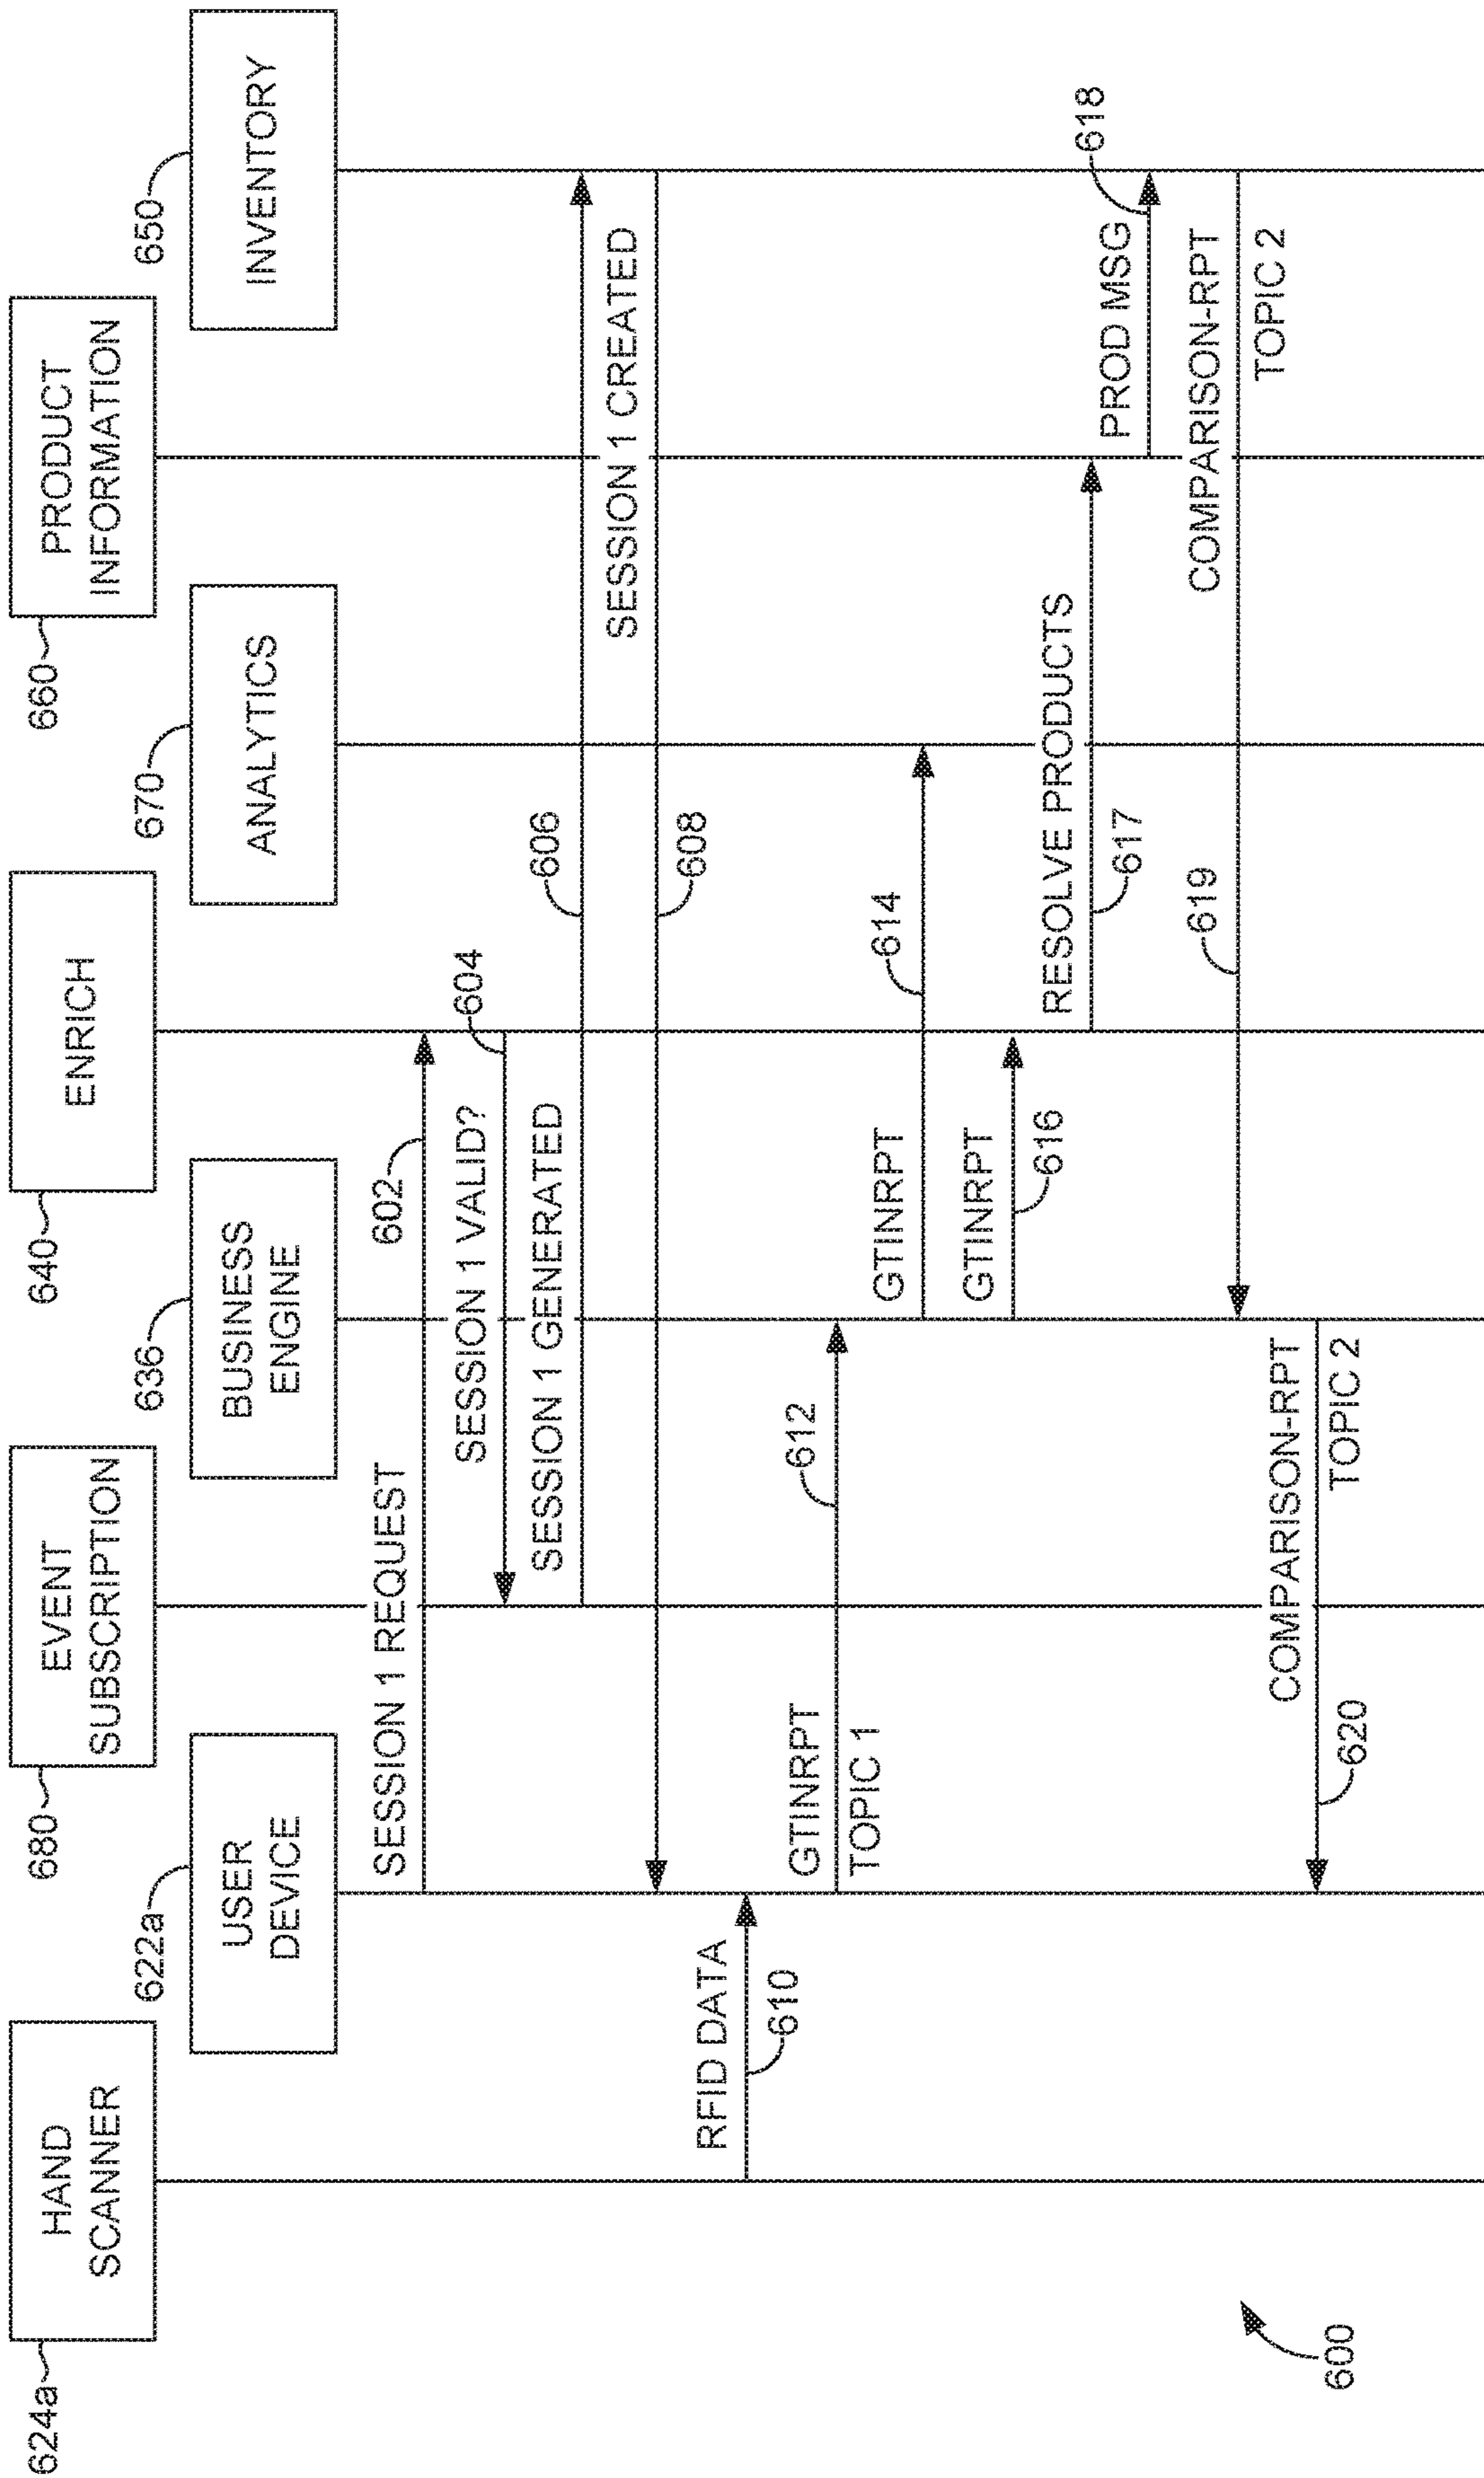 624a
HAND
SCANNER
622a
USER
DEVICE
680
EVENT
SUBSCRIPTION
636
BUSINESS
ENGINE
640
ENRICH
670
ANALYTICS
660
PRODUCT
INFORMATION
650
INVENTORY
SESSION 1 REQUEST
602
SESSION 1 VALID?
604
SESSION 1 GENERATED
606
SESSION 1 CREATED
608
RFID DATA
610
GTINRPT
TOPIC 1
612
GTINRPT
614
GTINRPT
616
RESOLVE PRODUCTS
617
PROD MSG
618
COMPARISON-RPT
TOPIC 2
619
COMPARISON-RPT
TOPIC 2
620
600